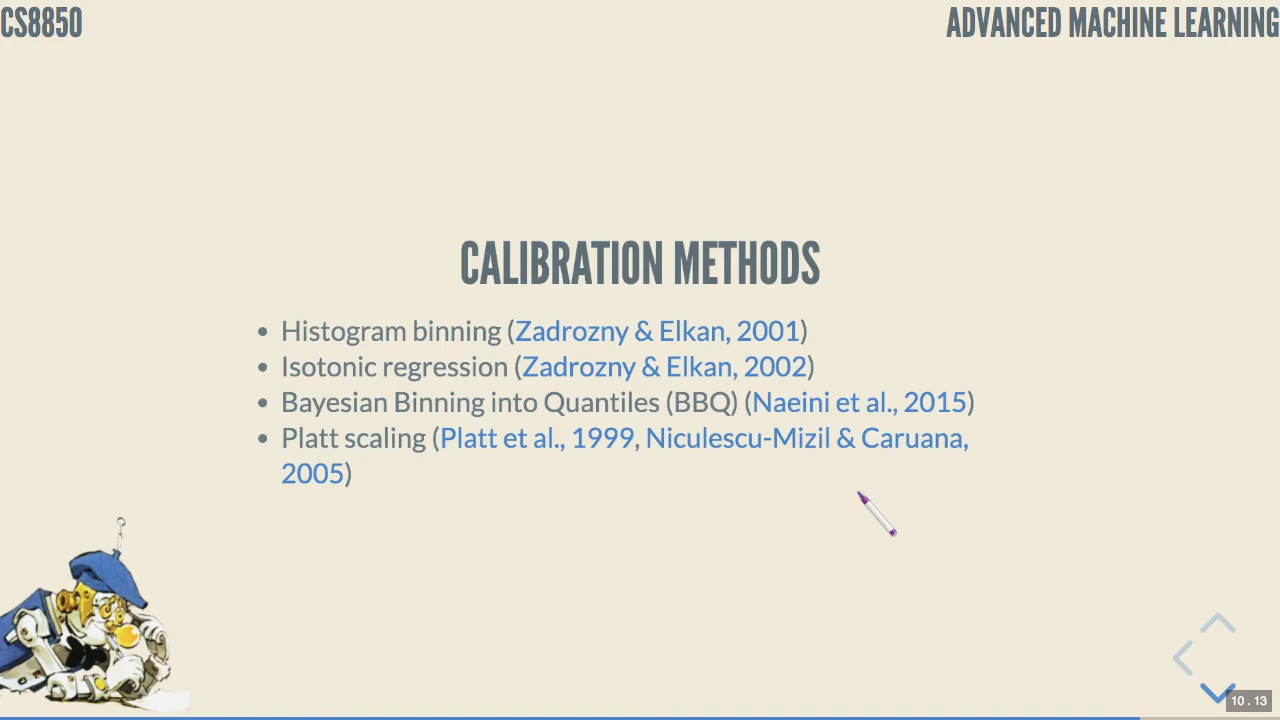 CS8850
ADVANCED MACHINE LEARNING
CALIBRATION METHODS
• Histogram binning (Zadrozny & Elkan, 2001)
• Isotonic regression (Zadrozny & Elkan, 2002)
• Bayesian Binning into Quantiles (BBQ) (Naeini et al., 2015)
• Platt scaling (Platt et al., 1999, Niculescu-Mizil & Caruana,
2005)
10 . 13